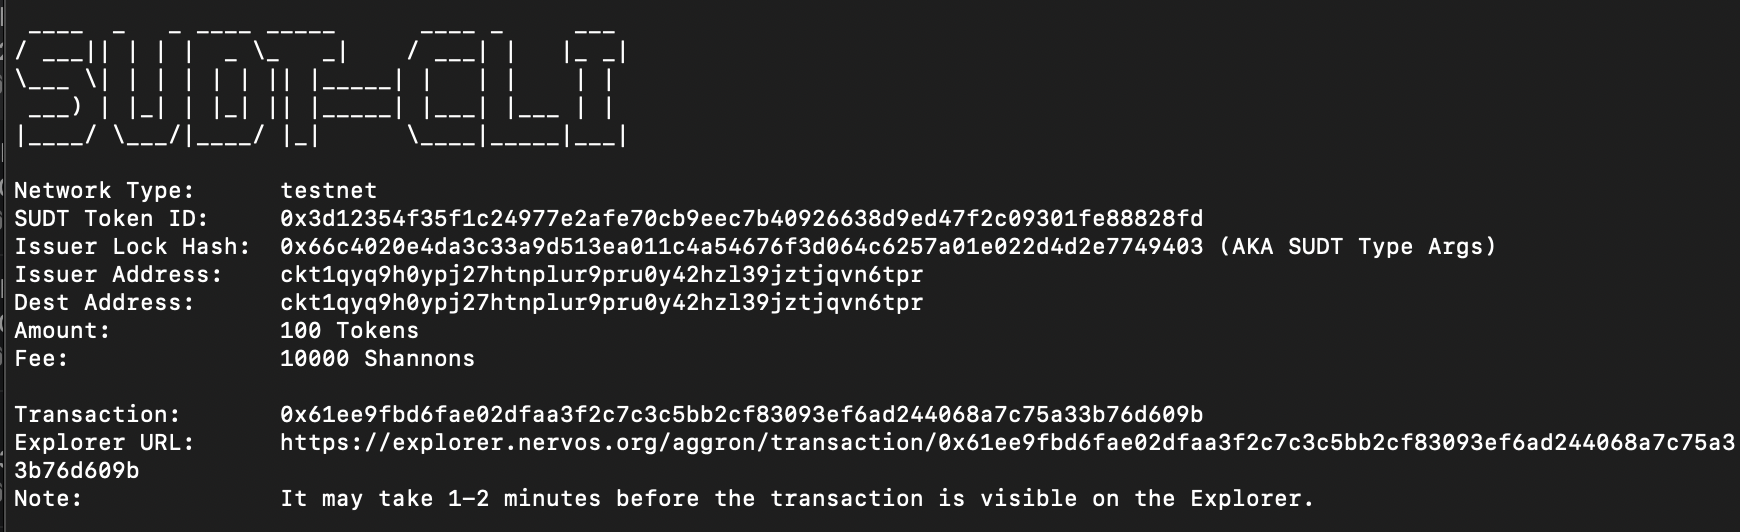 SUDT-CLI
Network Type:      testnet
SUDT Token ID:     0x3d12354f35f1c24977e2afe70cb9eec7b40926638d9ed47f2c09301fe88828fd
Issuer Lock Hash:  0x66c4020e4da3c33a9d513ea011c4a54676f3d064c6257a01e022d4d2e7749403 (AKA SUDT Type Args)
Issuer Address:    ckt1qyq9h0ypj27htnplur9pru0y42hzl39jztjqvn6tpr
Dest Address:      ckt1qyq9h0ypj27htnplur9pru0y42hzl39jztjqvn6tpr
Amount:            100 Tokens
Fee:               10000 Shannons
Transaction:       0x61ee9fbd6fae02dfaa3f2c7c3c5bb2cf83093ef6ad244068a7c75a33b76d609b
Explorer URL:      https://explorer.nervos.org/aggron/transaction/0x61ee9fbd6fae02dfaa3f2c7c3c5bb2cf83093ef6ad244068a7c75a3
3b76d609b
Note:              It may take 1-2 minutes before the transaction is visible on the Explorer.